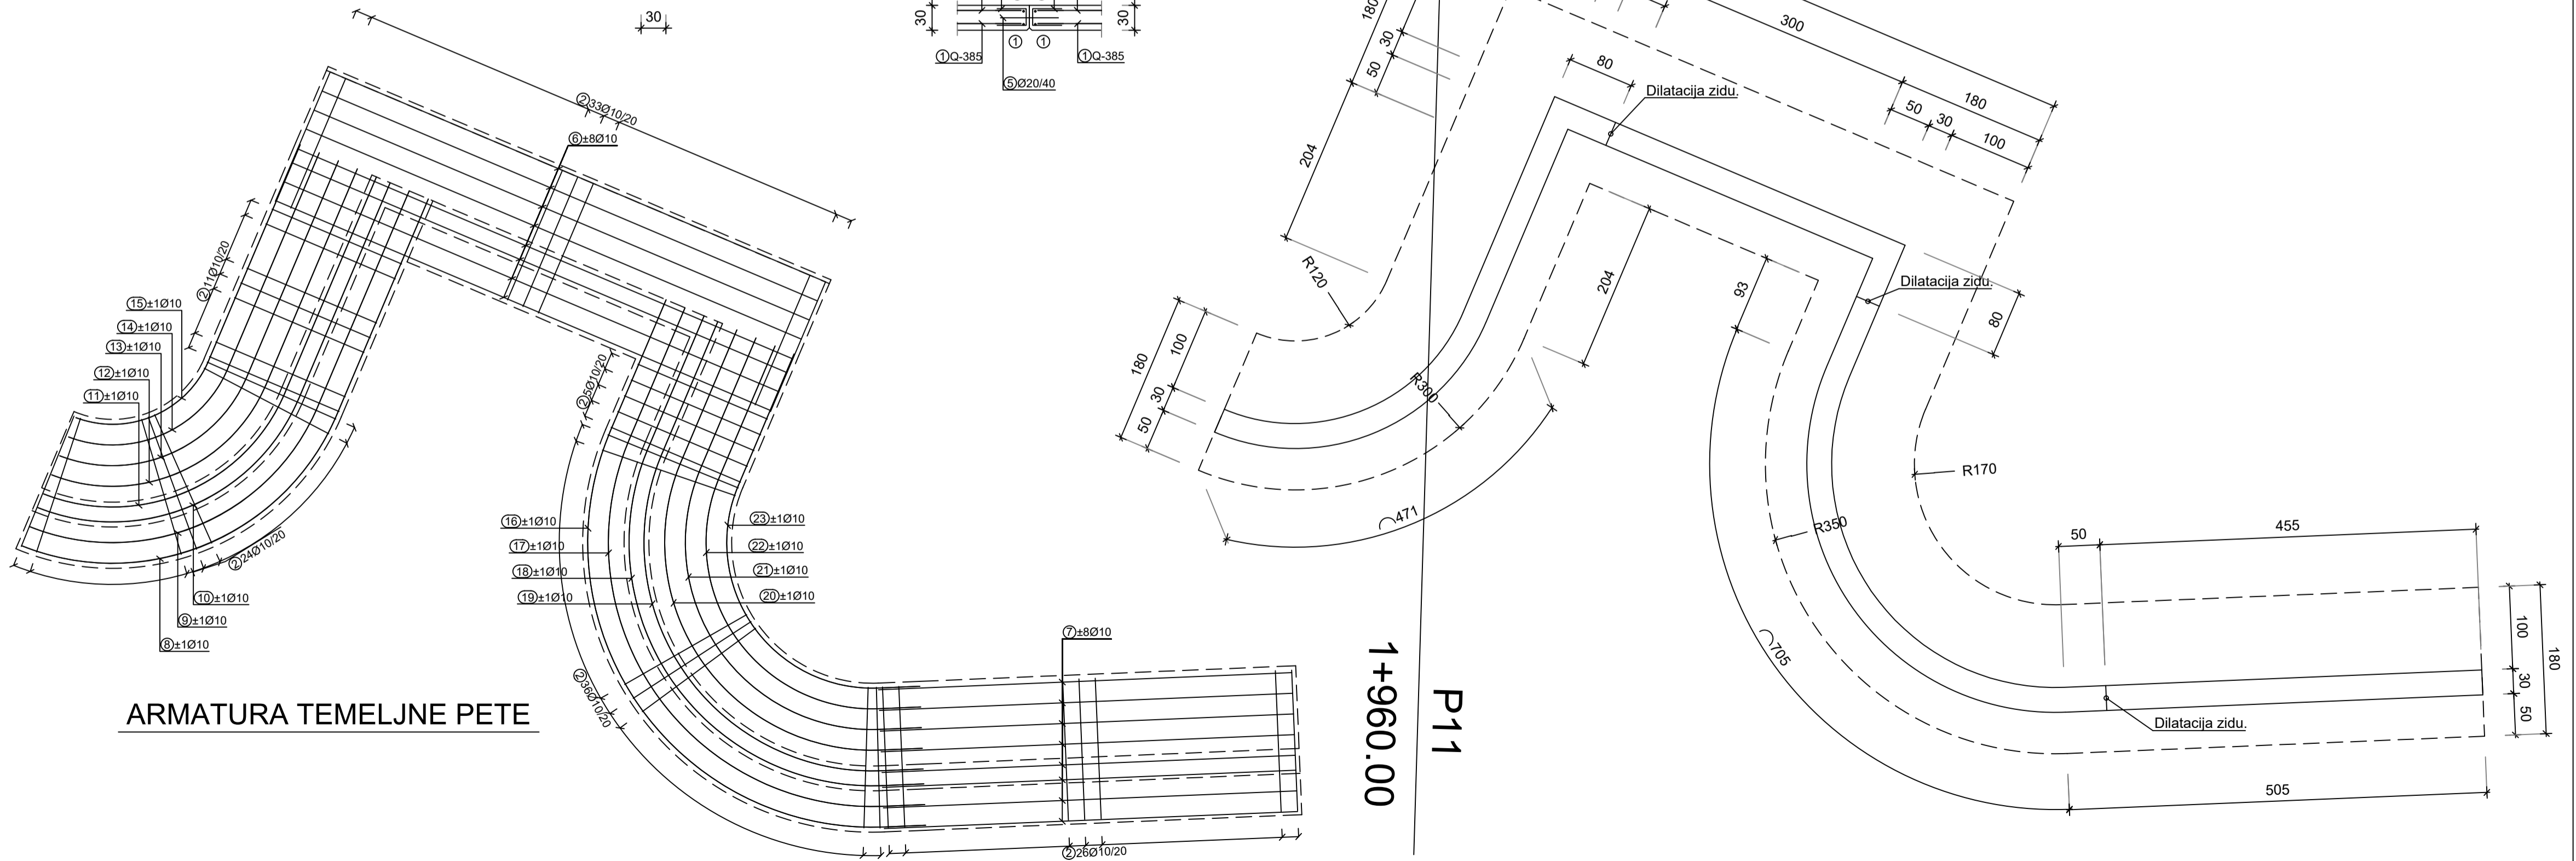 30
②33Ø10/20
⑥±8Ø10
②11Ø10/20
⑮±1Ø10
⑭±1Ø10
⑬±1Ø10
⑫±1Ø10
⑪±1Ø10
②24Ø10/20
⑩±1Ø10
⑨±1Ø10
⑧±1Ø10
ARMATURA TEMELJNE PETE
②5Ø10/20
⑯±1Ø10
⑰±1Ø10
⑱±1Ø10
⑲±1Ø10
㉓±1Ø10
㉒±1Ø10
㉑±1Ø10
⑳±1Ø10
②36Ø10/20
⑦±8Ø10
②26Ø10/20
30
30
① ①
①Q-385
①Q-385
⑤Ø20/40
P11
1+960.00
180
30
50
204
R120
180
100
30
50
R300
471
80
Dilatacija zidu.
300
180
50
30
100
204
93
Dilatacija zidu.
80
R170
R350
705
50
455
100
30
50
180
Dilatacija zidu.
505